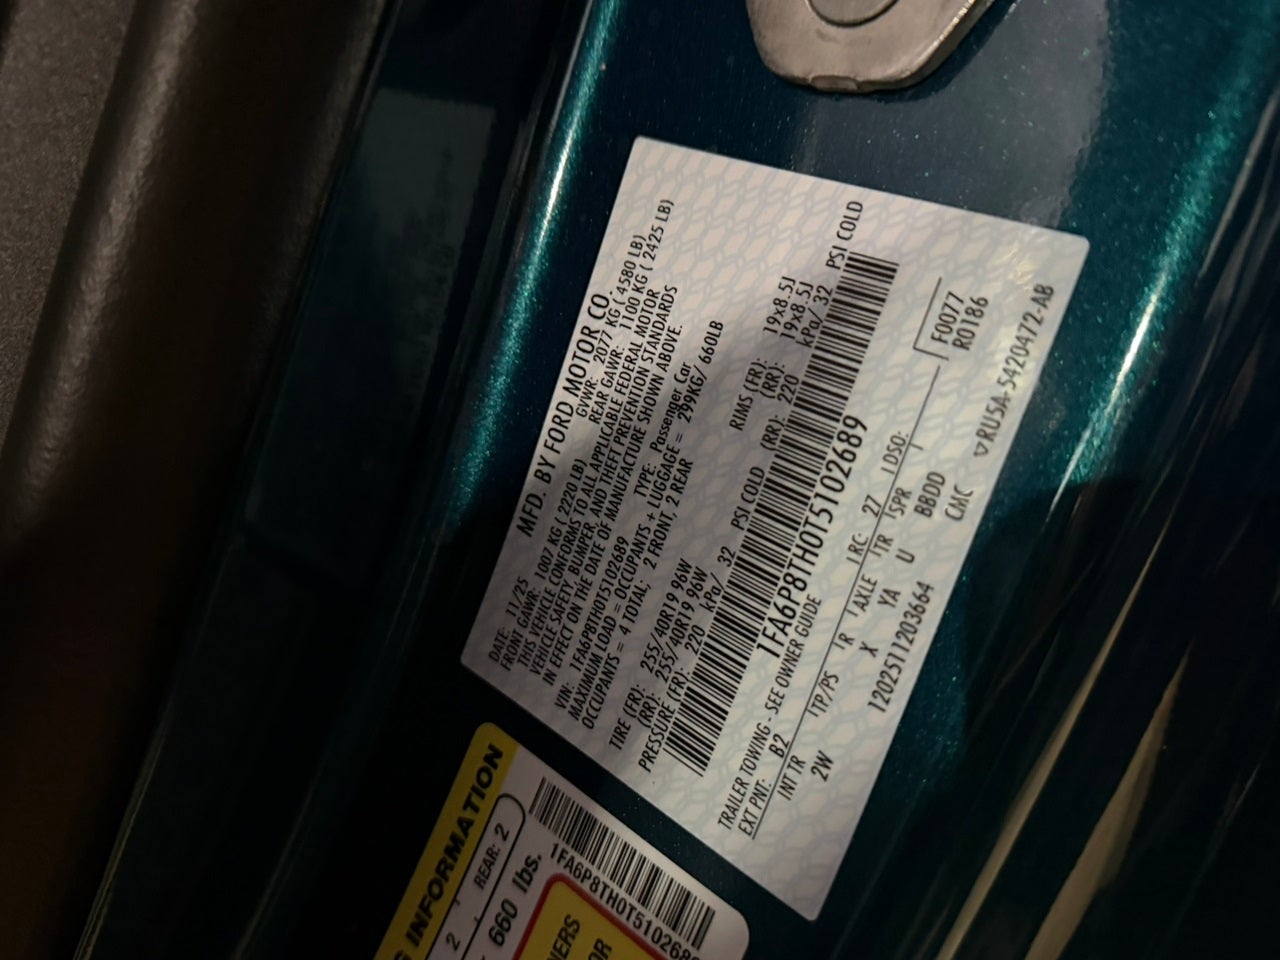 MFD. BY FORD MOTOR CO.
DATE: 11/25 GVWR: 2077 KG ( 4580 LB)
FRONT GAWR: 1007 KG ( 2220 LB) REAR GAWR: 1100 KG ( 2425 LB)
THIS VEHICLE CONFORMS TO ALL APPLICABLE FEDERAL MOTOR
VEHICLE SAFETY, BUMPER, AND THEFT PREVENTION STANDARDS
IN EFFECT ON THE DATE OF MANUFACTURE SHOWN ABOVE.
VIN: 1FA6P8TH0T5102689 TYPE: Passenger Car
MAXIMUM LOAD = OCCUPANTS + LUGGAGE = 299KG/ 660LB
OCCUPANTS = 4 TOTAL: 2 FRONT, 2 REAR
TIRE (FR): 255/40R19 96W RIMS (FR): 19x8.5J
(RR): 255/40R19 96W (RR): 19x8.5J
PRESSURE (FR): 220 kPa/ 32 PSI COLD (RR): 220 kPa/ 32 PSI COLD
1FA6P8TH0T5102689
TRAILER TOWING - SEE OWNER GUIDE
EXT PNT: B2 RC: 27 DSO: F0077
INT TR TP/PS R AXLE TR SPR R0186
2W X YA U BBDD
1202511203664 CMC RU5A-5420472-AB
INFORMATION
2 REAR: 2
660 lbs.
1FA6P8TH0T510268